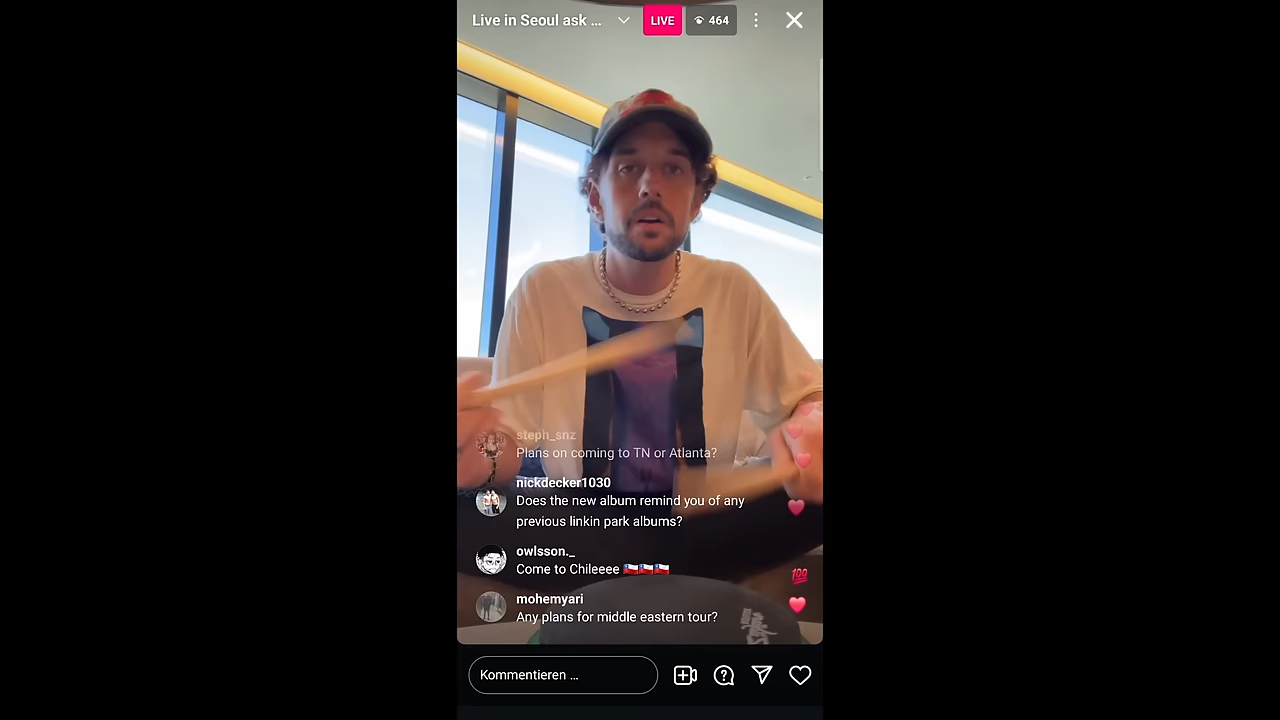 Live in Seoul ask ...
LIVE
464
steph_snz
Plans on coming to TN or Atlanta?
nickdecker1030
Does the new album remind you of any
previous linkin park albums?
owlsson._
Come to Chileeee 🇨🇱🇨🇱🇨🇱
mohemyari
Any plans for middle eastern tour?
💯
Kommentieren ...